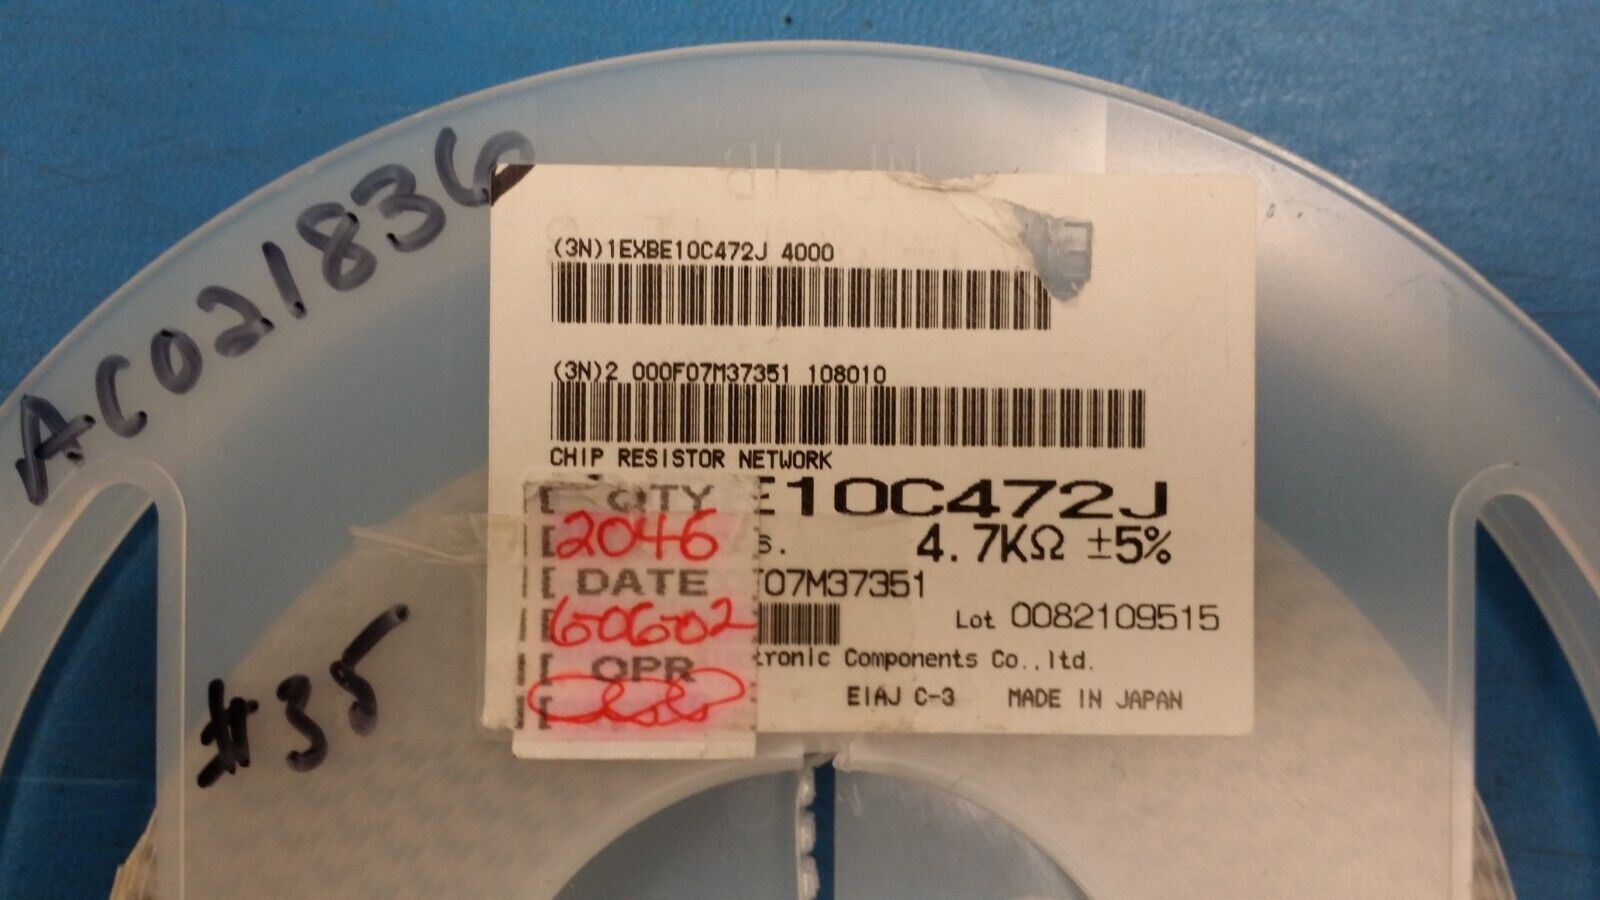 AC021836
(3N)1EXBE10C472J 4000
(3N)2 000F07M37351 108010
CHIP RESISTOR NETWORK
E10C472J
QTY
2046
s. 4.7KΩ ±5%
DATE
F07M37351
60602
Lot 0082109515
OPR
tronic Components Co.,ltd.
EIAJ C-3 MADE IN JAPAN
#35